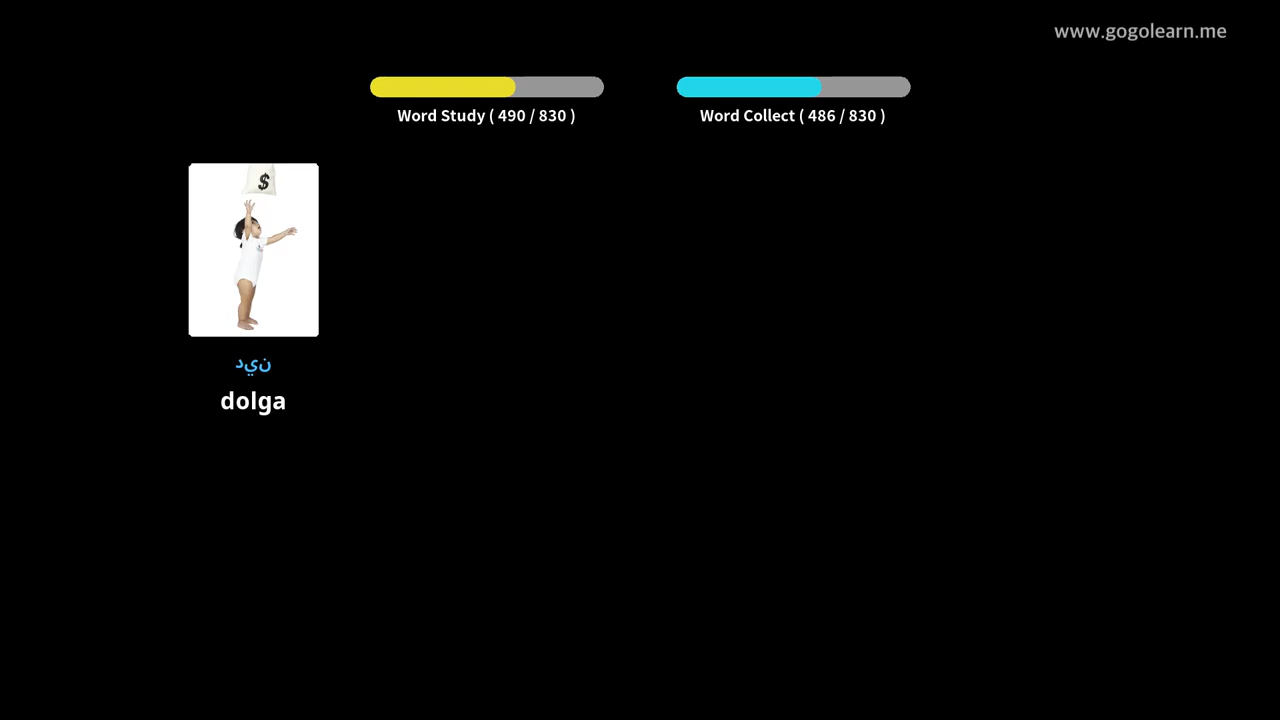 www.gogolearn.me
Word Study ( 490 / 830 )
Word Collect ( 486 / 830 )
$
دين
dolga